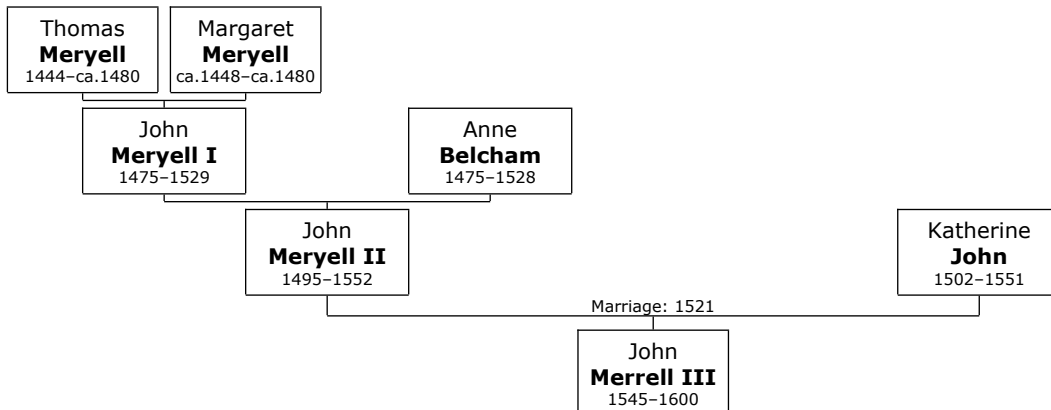 Thomas
Meryell
1444–ca.1480
Margaret
Meryell
ca.1448–ca.1480
John
Meryell I
1475–1529
Anne
Belcham
1475–1528
John
Meryell II
1495–1552
Katherine
John
1502–1551
Marriage: 1521
John
Merrell III
1545–1600